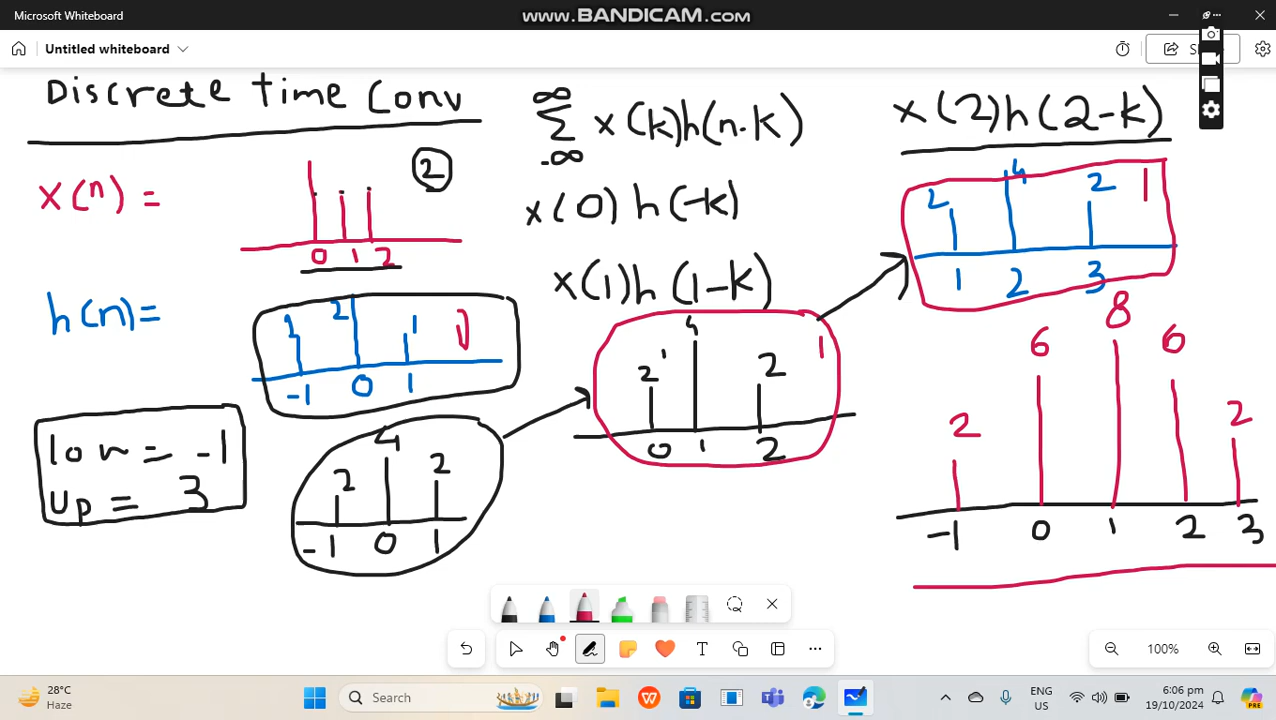 Microsoft Whiteboard
www.BANDICAM.com
Untitled whiteboard
Discrete time Conv
x(n) =
2
0 1 2
h(n)=
1 2 1
-1 0 1
low = -1
Up = 3
2 4 2
-1 0 1
∞
Σ x(k)h(n-k)
-∞
x(0) h(-k)
x(1)h(1-k)
2 4 2 1
0 1 2
x(2)h(2-k)
2 4 2 1
1 2 3
2 6 8 6 2
-1 0 1 2 3
100%
28°C
Haze
Search
PRE
ENG
US
6:06 pm
19/10/2024